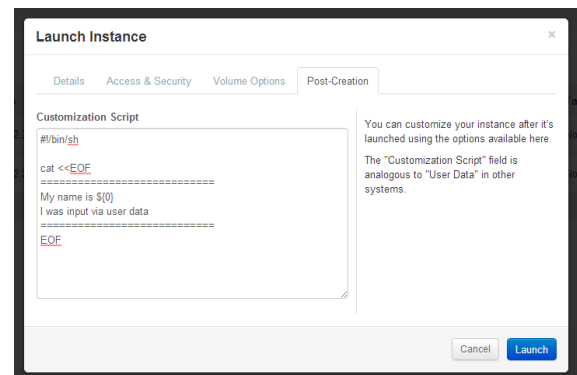 Launch Instance ×
Details Access & Security Volume Options Post-Creation
Customization Script
#!/bin/sh
cat <<EOF
============================
My name is ${0}
I was input via user data
============================
EOF
You can customize your instance after it's
launched using the options available here.
The "Customization Script" field is
analogous to "User Data" in other
systems.
Cancel Launch